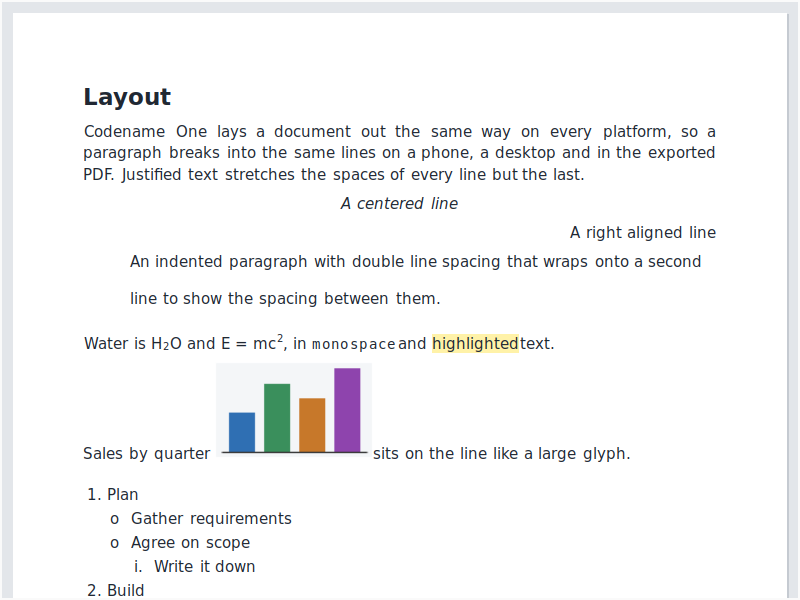 Layout
Codename One lays a document out the same way on every platform, so a
paragraph breaks into the same lines on a phone, a desktop and in the exported
PDF. Justified text stretches the spaces of every line but the last.
A centered line
A right aligned line
An indented paragraph with double line spacing that wraps onto a second
line to show the spacing between them.
Water is H₂O and E = mc², in monospace and highlighted text.
Sales by quarter sits on the line like a large glyph.
1. Plan
o Gather requirements
o Agree on scope
i. Write it down
2. Build